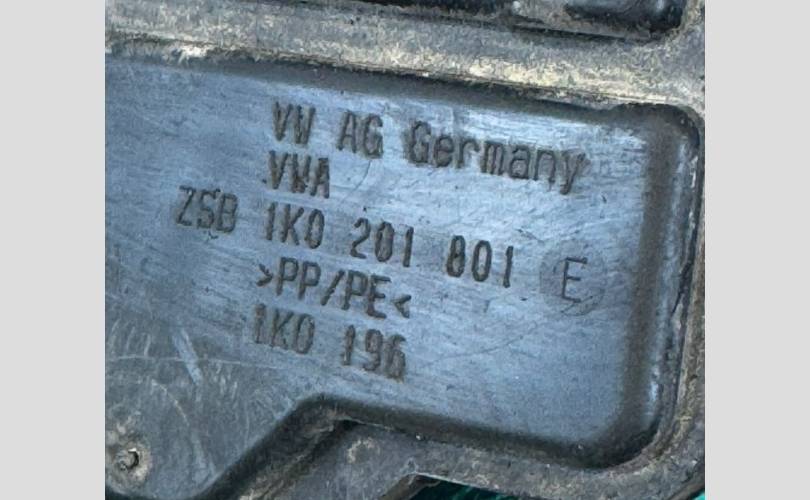 VW AG Germany
VWA
ZSB 1K0 201 801 E
>PP/PE<
1K0 196